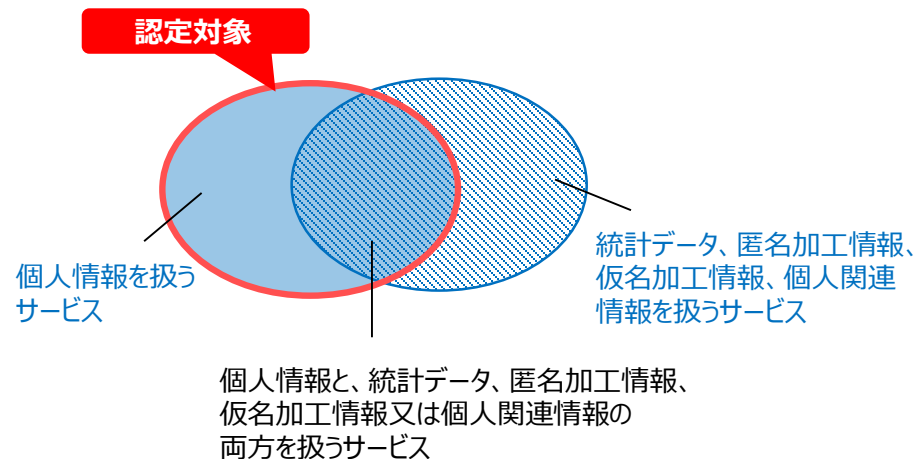 認定対象
個人情報を扱う
サービス
統計データ、匿名加工情報、
仮名加工情報、個人関連
情報を扱うサービス
個人情報と、統計データ、匿名加工情報、
仮名加工情報又は個人関連情報の
両方を扱うサービス